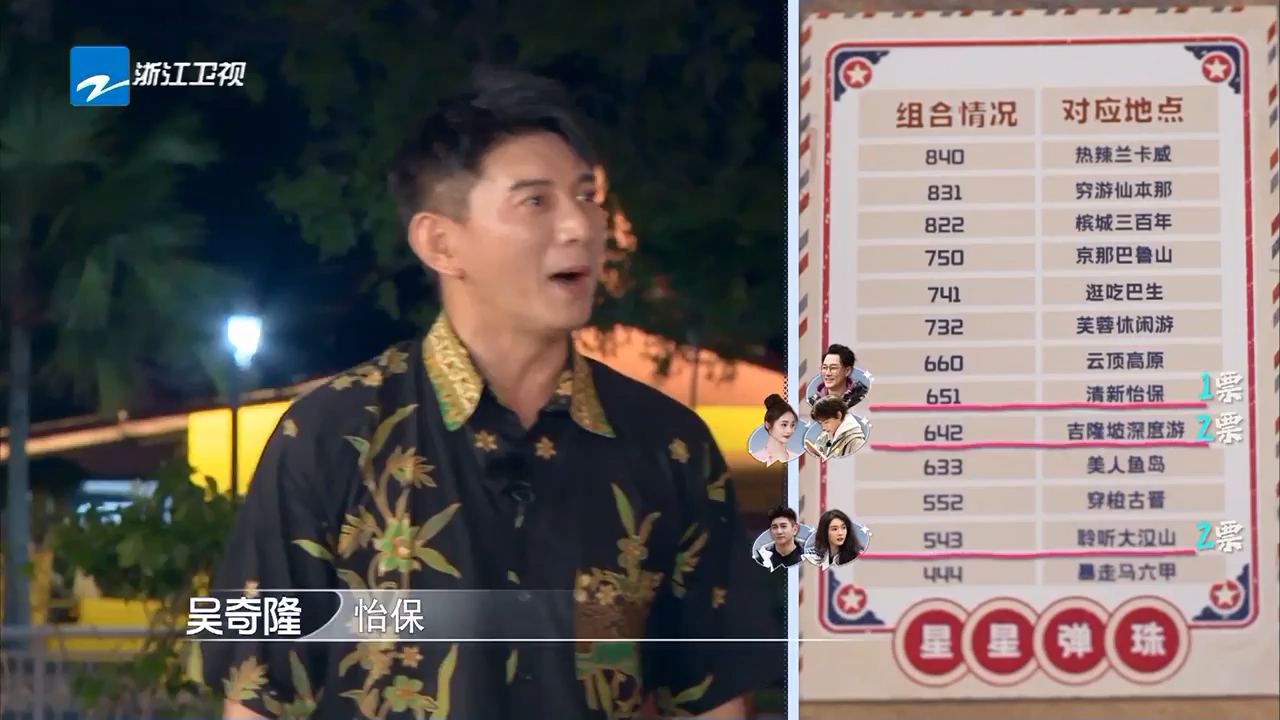 浙江卫视
组合情况 对应地点
840 热辣兰卡威
831 穷游仙本那
822 槟城三百年
750 京那巴鲁山
741 逛吃巴生
732 芙蓉休闲游
660 云顶高原
651 清新怡保 1票
642 吉隆坡深度游 2票
633 美人鱼岛
552 穿梭古晋
543 聆听大汉山 2票
444 暴走马六甲
星星弹珠
吴奇隆 怡保